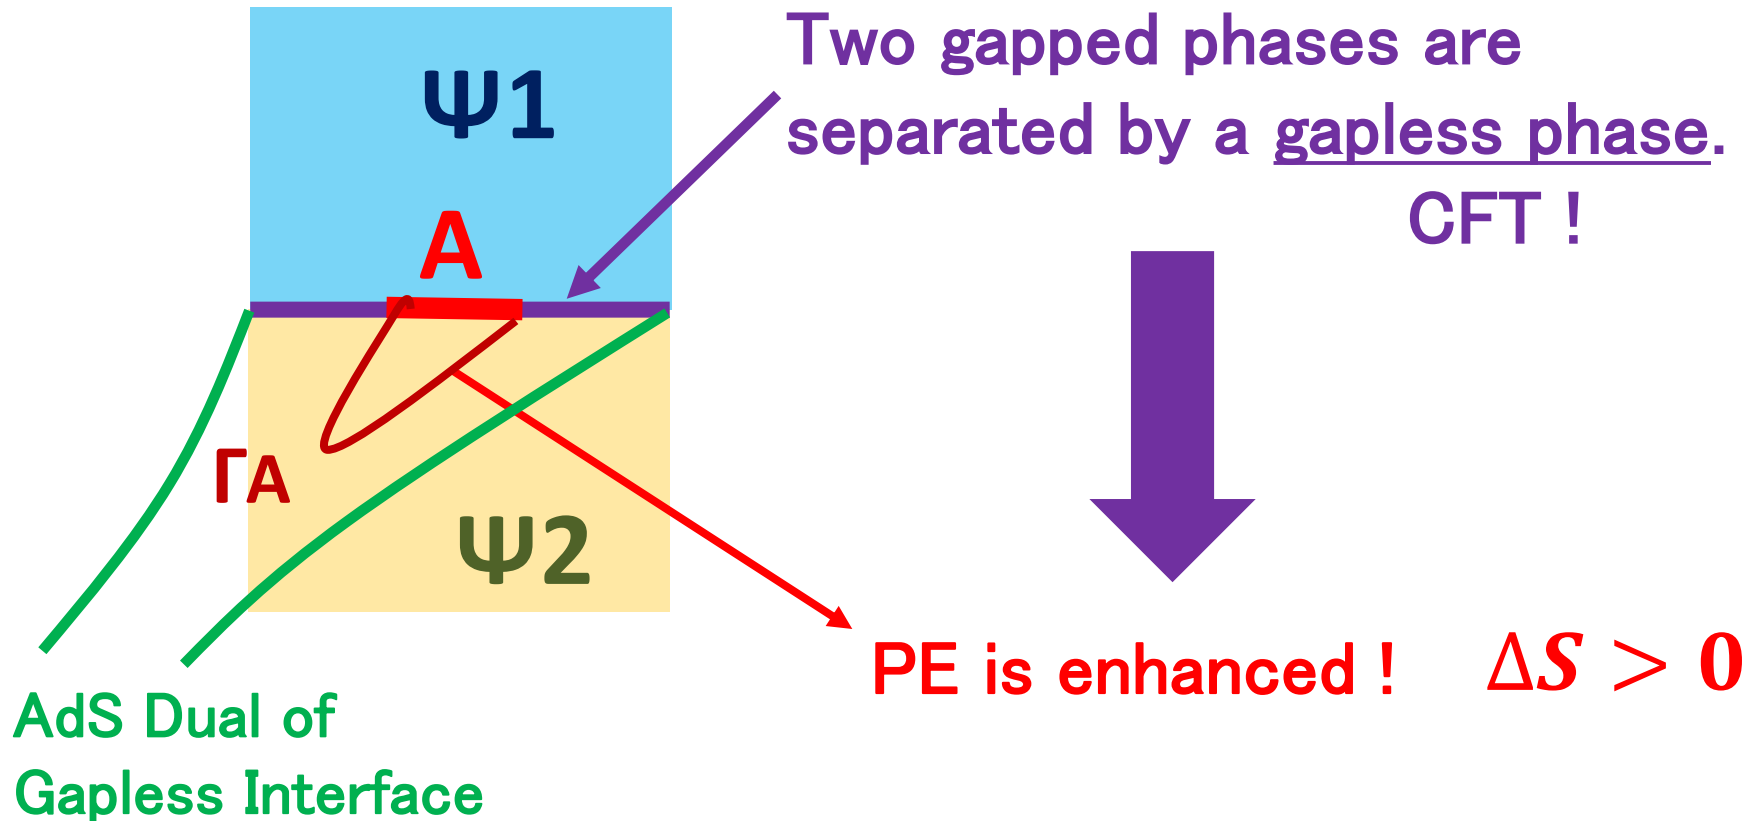 Two gapped phases are
separated by a gapless phase.
CFT !
Ψ1
A
ΓA
Ψ2
PE is enhanced ! ΔS > 0
AdS Dual of
Gapless Interface